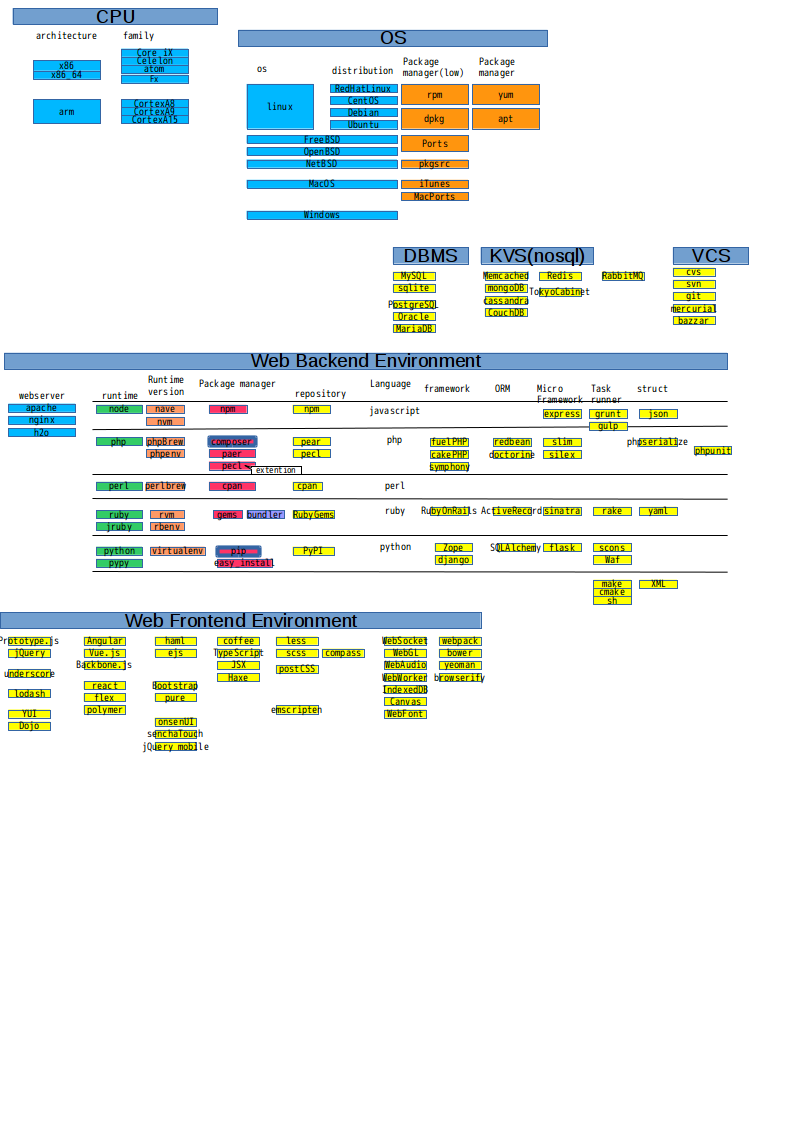 CPU
architecture family
Core iX
Celelon
x86
atom
x86_64
Fx
arm
CortexA8
CortexA9
CortexA15
OS
os distribution Package manager(low) Package manager
linux
RedHatLinux
CentOS
Debian
Ubuntu
rpm yum
dpkg apt
FreeBSD
OpenBSD
Ports
NetBSD pkgsrc
MacOS iTunes
MacPorts
Windows
DBMS
MySQL
sqlite
PostgreSQL
Oracle
MariaDB
KVS(nosql)
Memcached Redis RabbitMQ
mongoDB TokyoCabinet
cassandra
CouchDB
VCS
cvs
svn
git
mercurial
bazzar
Web Backend Environment
webserver
apache
nginx
h2o
runtime Runtime version Package manager repository Language framework ORM Micro Framework Task runner struct
node nave npm npm javascript express grunt json
nvm gulp
php phpBrew composer pear php fuelPHP redbean slim phpserialize phpunit
phpenv paer pecl cakePHP doctorine silex
pecl extention symphony
perl perlbrew cpan cpan perl
ruby rvm gems bundler RubyGems ruby RubyOnRails ActiveRecord sinatra rake yaml
jruby rbenv
python virtualenv pip PyPI python Zope SQLAlchemy flask scons
pypy easy_install django Waf
make XML
cmake
sh
Web Frontend Environment
Prototype.js Angular haml coffee less WebSocket webpack
jQuery Vue.js ejs TypeScript scss compass WebGL bower
Backbone.js JSX postCSS WebAudio yeoman
underscore Haxe WebWorker browserify
lodash react Bootstrap IndexedDB
flex pure Canvas
YUI polymer emscripten WebFont
Dojo onsenUI
senchaTouch
jQuery mobile